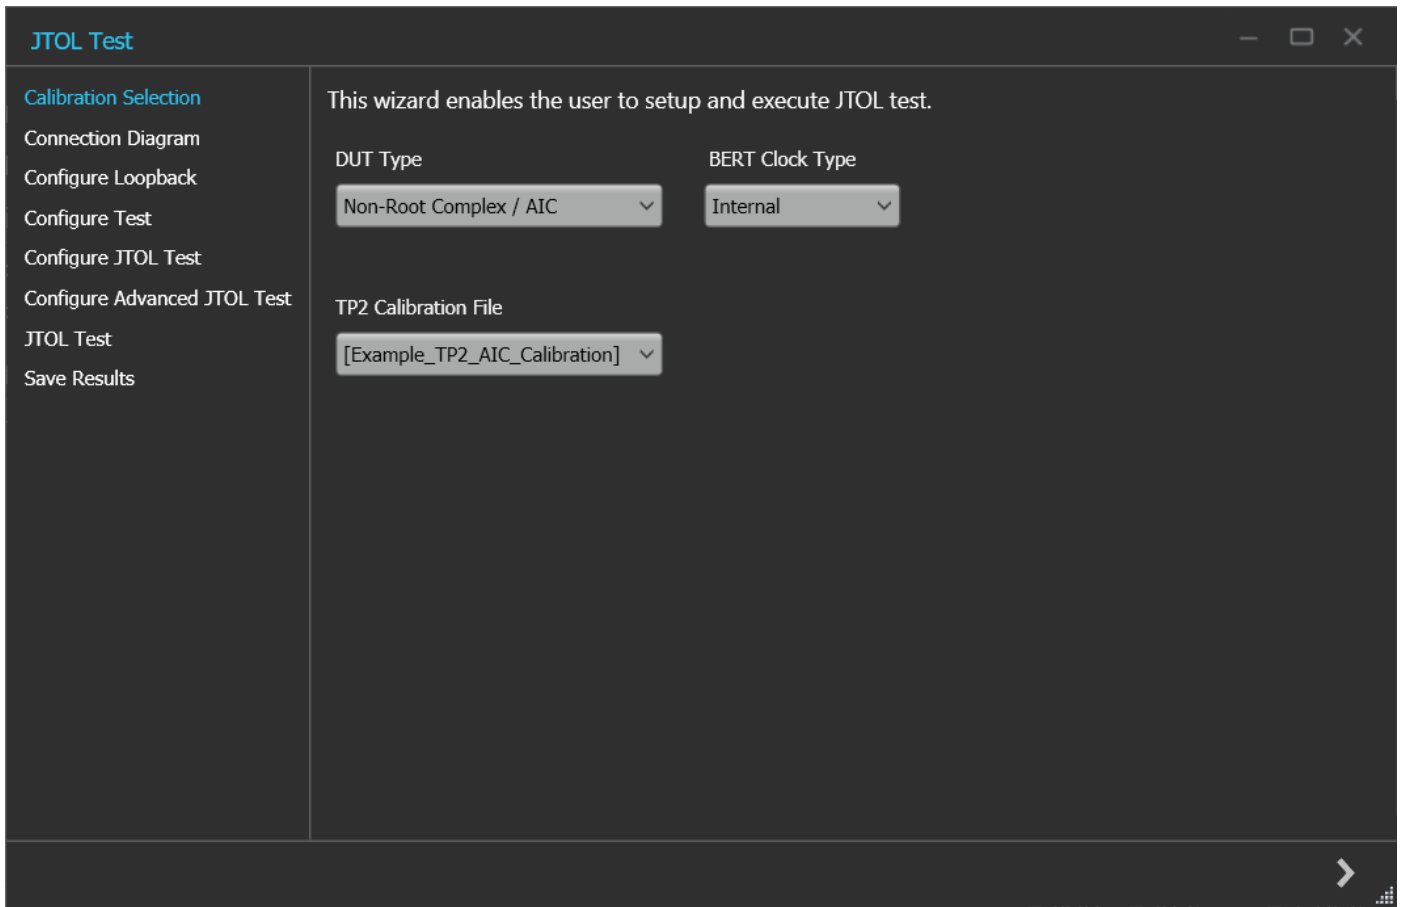 JTOL Test
Calibration Selection
Connection Diagram
Configure Loopback
Configure Test
Configure JTOL Test
Configure Advanced JTOL Test
JTOL Test
Save Results
This wizard enables the user to setup and execute JTOL test.
DUT Type
BERT Clock Type
Non-Root Complex / AIC
Internal
TP2 Calibration File
[Example_TP2_AIC_Calibration]